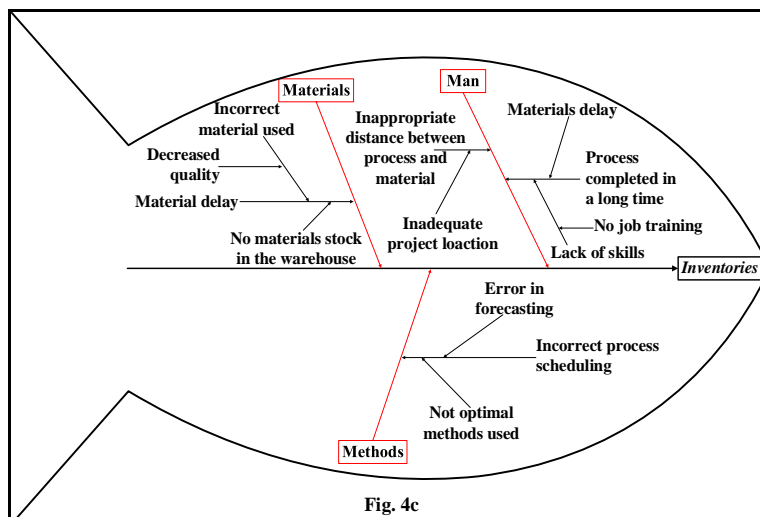 Materials
Man
Incorrect
material used
Inappropriate
distance between
process and
material
Materials delay
Decreased
quality
Process
completed in
a long time
Material delay
Inadequate
project loaction
No job training
No materials stock
in the warehouse
Lack of skills
Inventories
Error in
forecasting
Incorrect process
scheduling
Not optimal
methods used
Methods
Fig. 4c